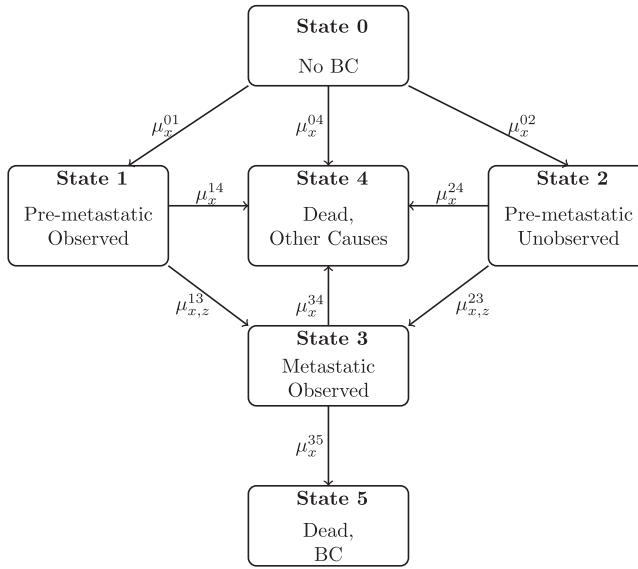 State 0
No BC
μ_x^{01}
μ_x^{04}
μ_x^{02}
State 1
Pre-metastatic
Observed
μ_x^{14}
State 4
Dead,
Other Causes
μ_x^{24}
State 2
Pre-metastatic
Unobserved
μ_{x,z}^{13}
μ_x^{34}
μ_{x,z}^{23}
State 3
Metastatic
Observed
μ_x^{35}
State 5
Dead,
BC